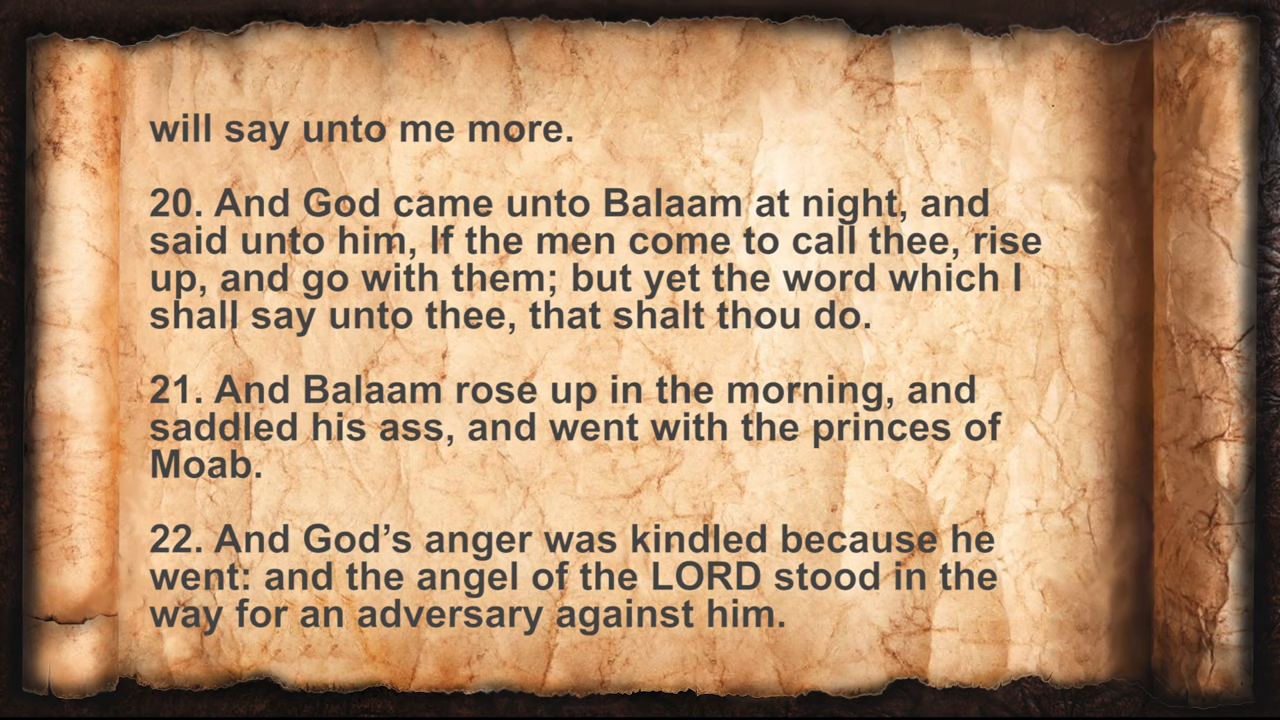 will say unto me more.
20. And God came unto Balaam at night, and
said unto him, If the men come to call thee, rise
up, and go with them; but yet the word which I
shall say unto thee, that shalt thou do.
21. And Balaam rose up in the morning, and
saddled his ass, and went with the princes of
Moab.
22. And God’s anger was kindled because he
went: and the angel of the LORD stood in the
way for an adversary against him.